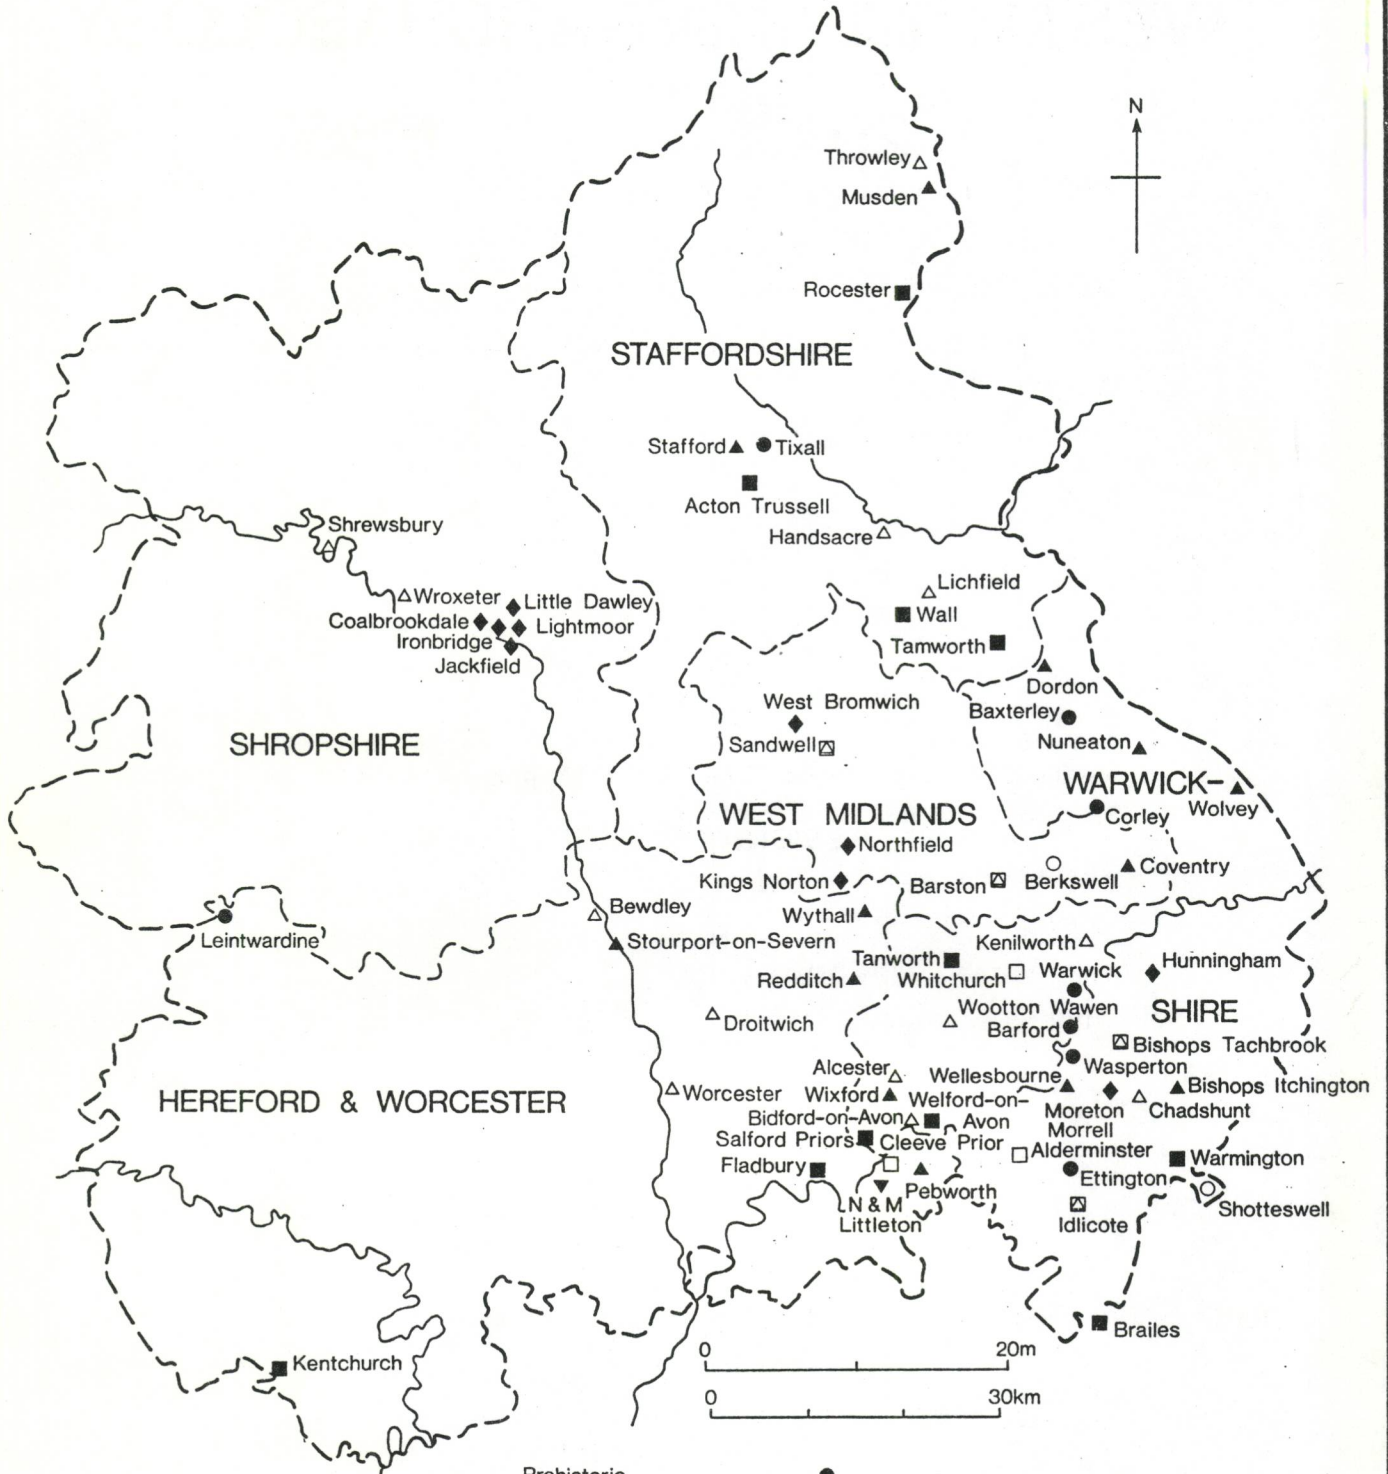 N
Throwley
Musden
Rocester
STAFFORDSHIRE
Stafford
Tixall
Acton Trussell
Handsacre
Shrewsbury
Lichfield
Wroxeter
Little Dawley
Wall
Coalbrookdale
Lightmoor
Ironbridge
Tamworth
Jackfield
Dordon
West Bromwich
Baxterley
SHROPSHIRE
Sandwell
Nuneaton
WARWICK-
WEST MIDLANDS
Corley
Wolvey
Northfield
Coventry
Kings Norton
Barston
Berkswell
Bewdley
Wythall
Leintwardine
Stourport-on-Severn
Kenilworth
Tanworth
Hunningham
Redditch
Whitchurch
Warwick
Wootton Wawen
SHIRE
Droitwich
Barford
Bishops Tachbrook
Alcester
Wasperton
Wellesbourne
Bishops Itchington
HEREFORD & WORCESTER
Worcester
Wixford
Welford-on-
Avon
Moreton
Morrell
Chadshunt
Bidford-on-Avon
Salford Priors
Cleeve Prior
Alderminster
Fladbury
Warmington
Ettington
Pebworth
N & M
Littleton
Idlicote
Shotteswell
Brailes
Kentchurch
0 20m
0 30km
Prehistoric